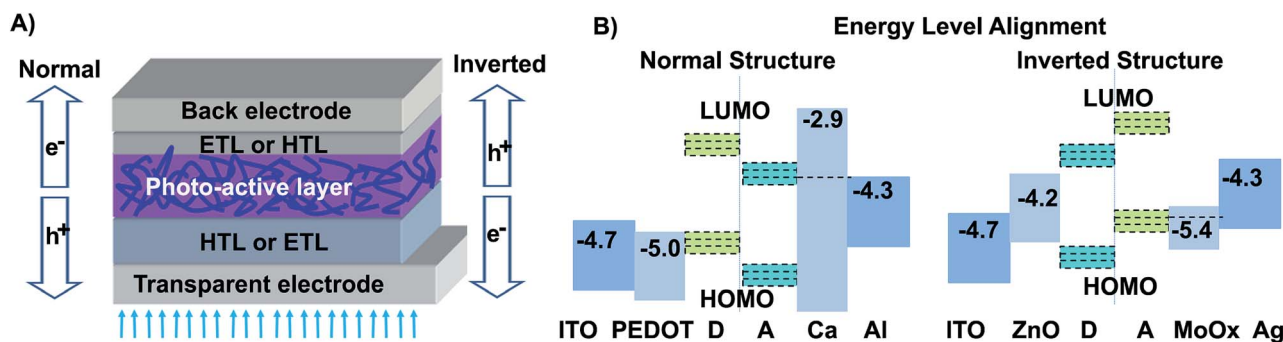 A)
Normal
Inverted
e-
h+
h+
e-
Back electrode
ETL or HTL
Photo-active layer
HTL or ETL
Transparent electrode
B)
Energy Level Alignment
Normal Structure
LUMO
-2.9
-4.3
-4.7
-5.0
HOMO
ITO PEDOT D A Ca Al
Inverted Structure
LUMO
-4.2
-4.3
-4.7
-5.4
HOMO
ITO ZnO D A MoOx Ag